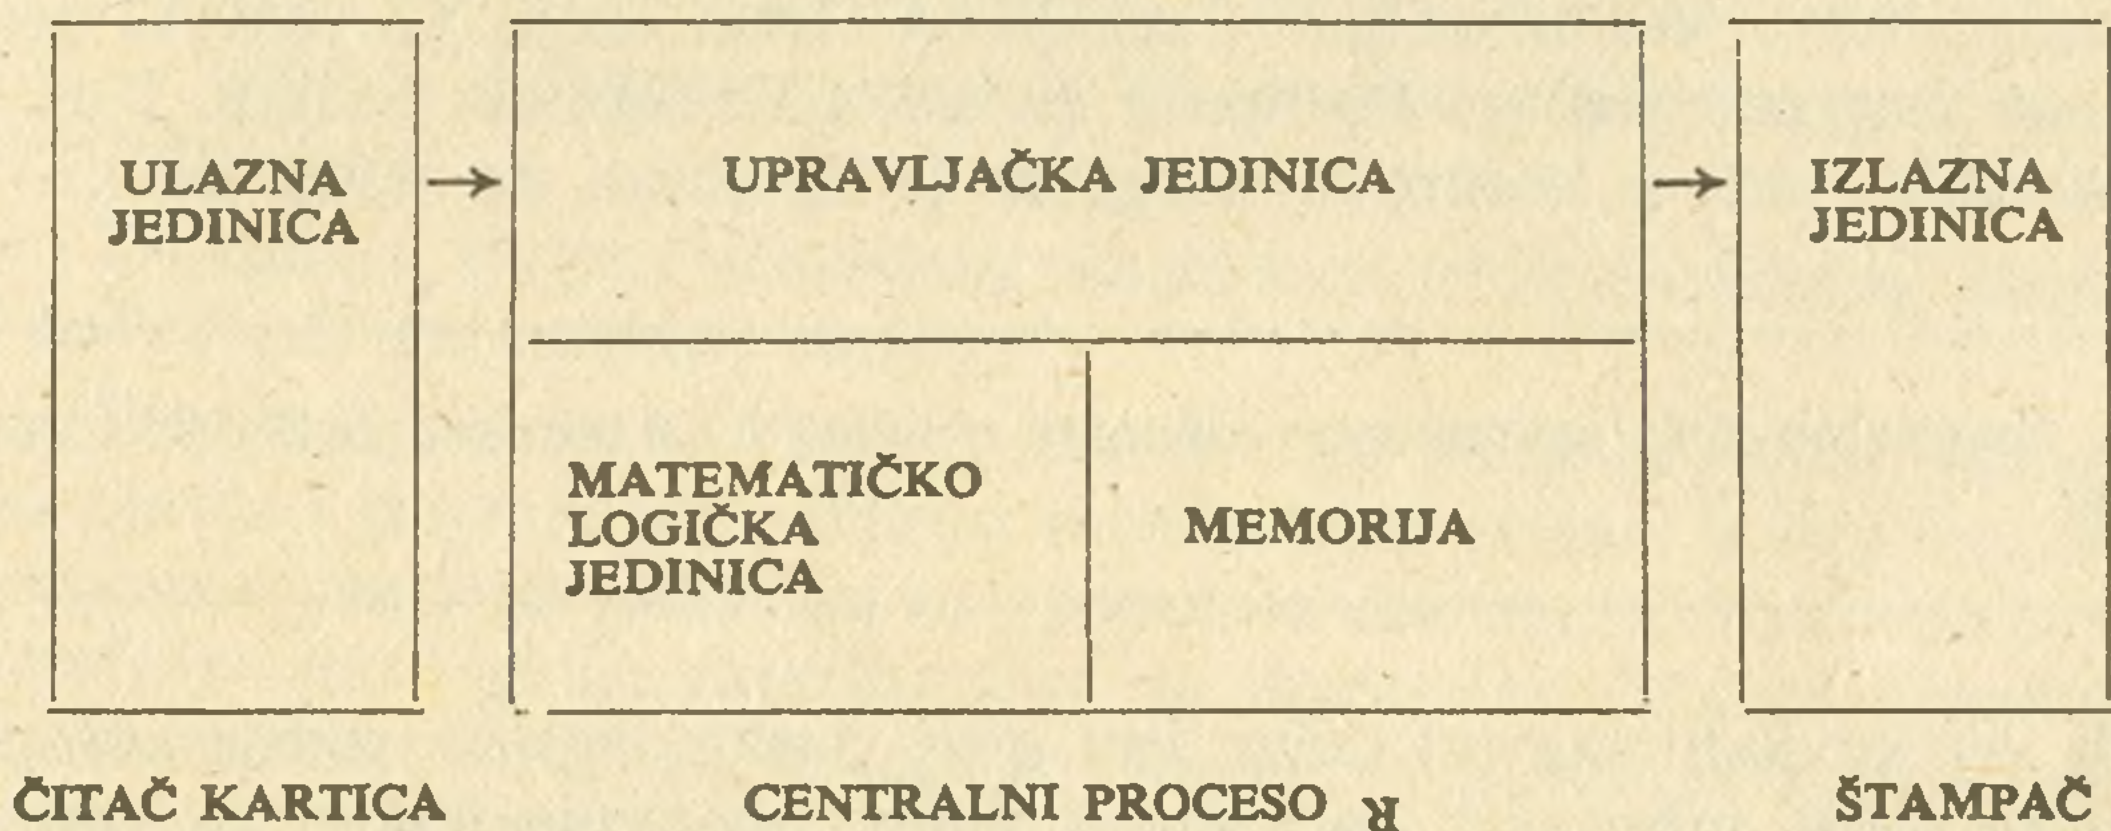 ULAZNA
JEDINICA
UPRAVLJAČKA JEDINICA
MATEMATIČKO
LOGIČKA
JEDINICA
MEMORIJA
IZLAZNA
JEDINICA
ČITAČ KARTICA
CENTRALNI PROCESO R
ŠTAMPAČ